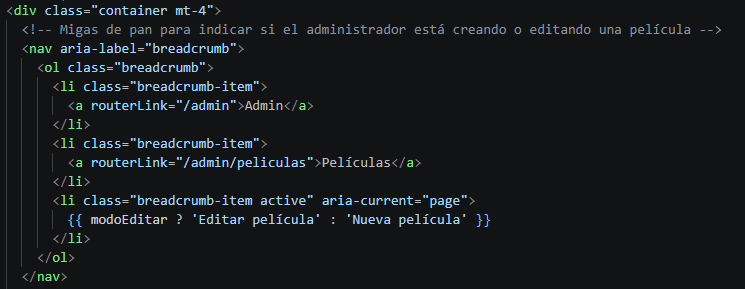 <div class="container mt-4">
<!-- Migas de pan para indicar si el administrador está creando o editando una película -->
<nav aria-label="breadcrumb">
<ol class="breadcrumb">
<li class="breadcrumb-item">
<a routerLink="/admin">Admin</a>
</li>
<li class="breadcrumb-item">
<a routerLink="/admin/peliculas">Películas</a>
</li>
<li class="breadcrumb-item active" aria-current="page">
{{ modoEditar ? 'Editar película' : 'Nueva película' }}
</li>
</ol>
</nav>